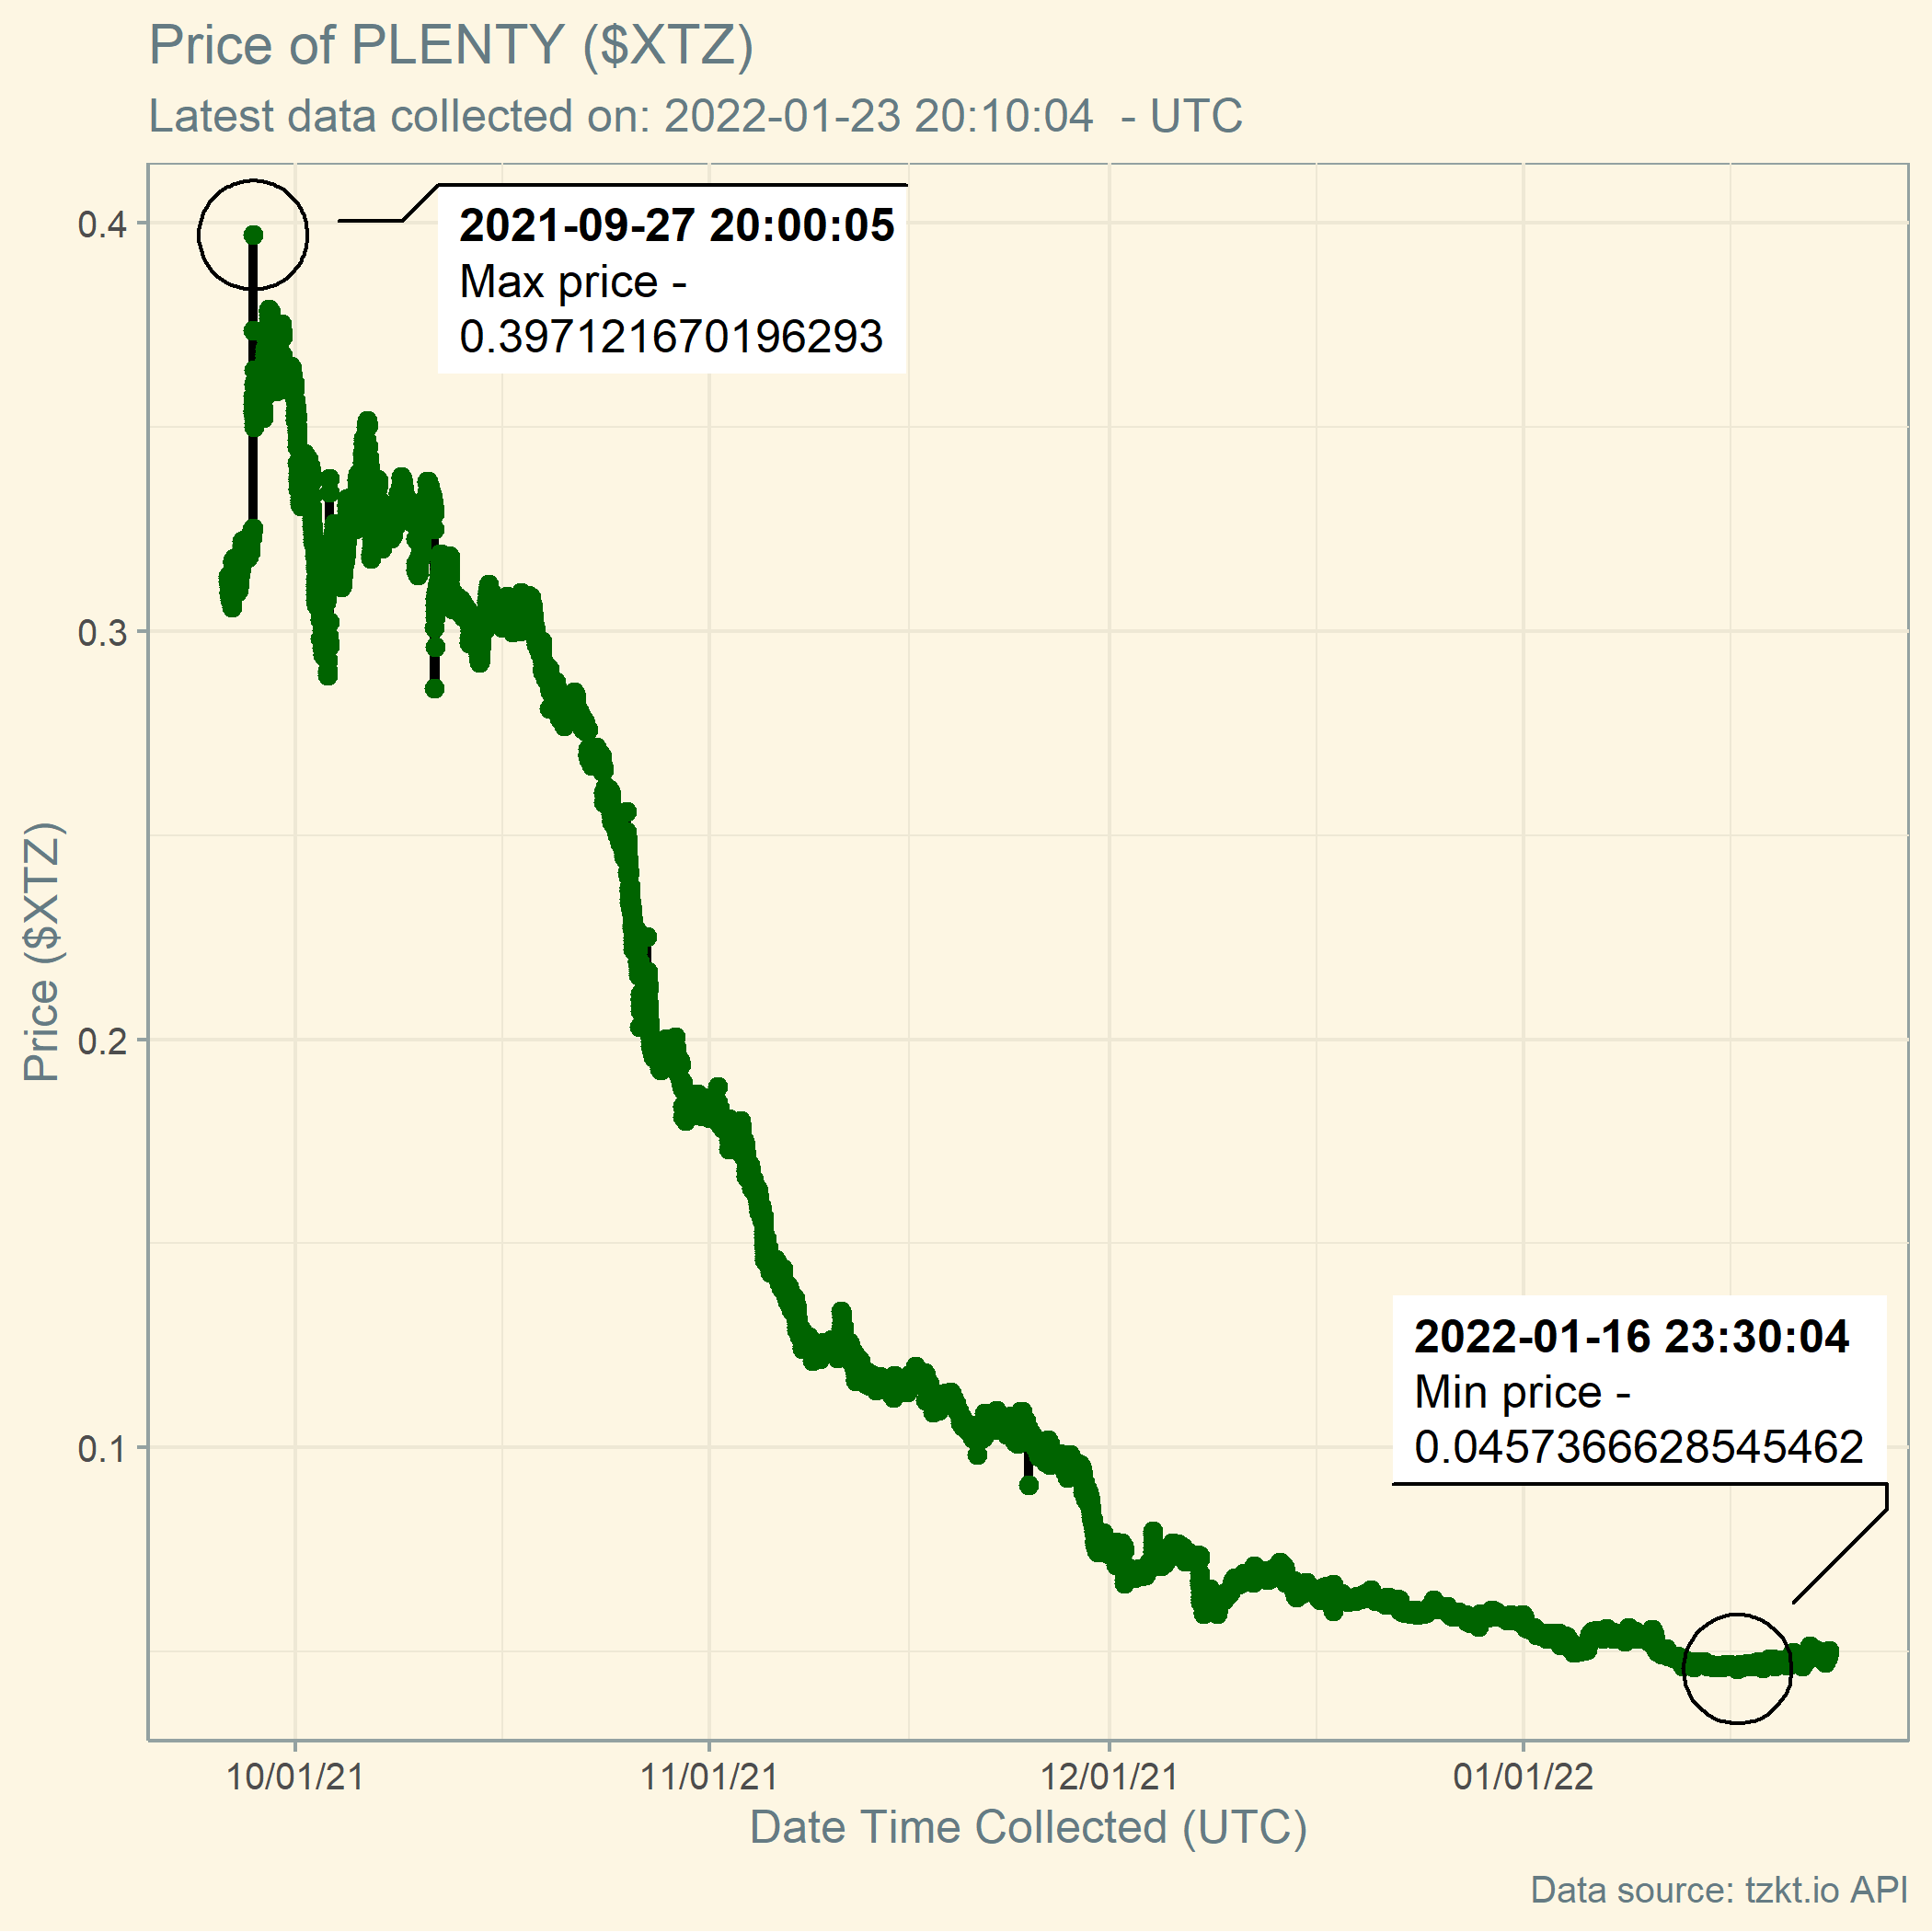 Price of PLENTY ($XTZ)
Latest data collected on: 2022-01-23 20:10:04  - UTC
0.4
0.3
0.2
0.1
Price ($XTZ)
2021-09-27 20:00:05
Max price -
0.397121670196293
2022-01-16 23:30:04
Min price -
0.0457366628545462
10/01/21
11/01/21
12/01/21
01/01/22
Date Time Collected (UTC)
Data source: tzkt.io API